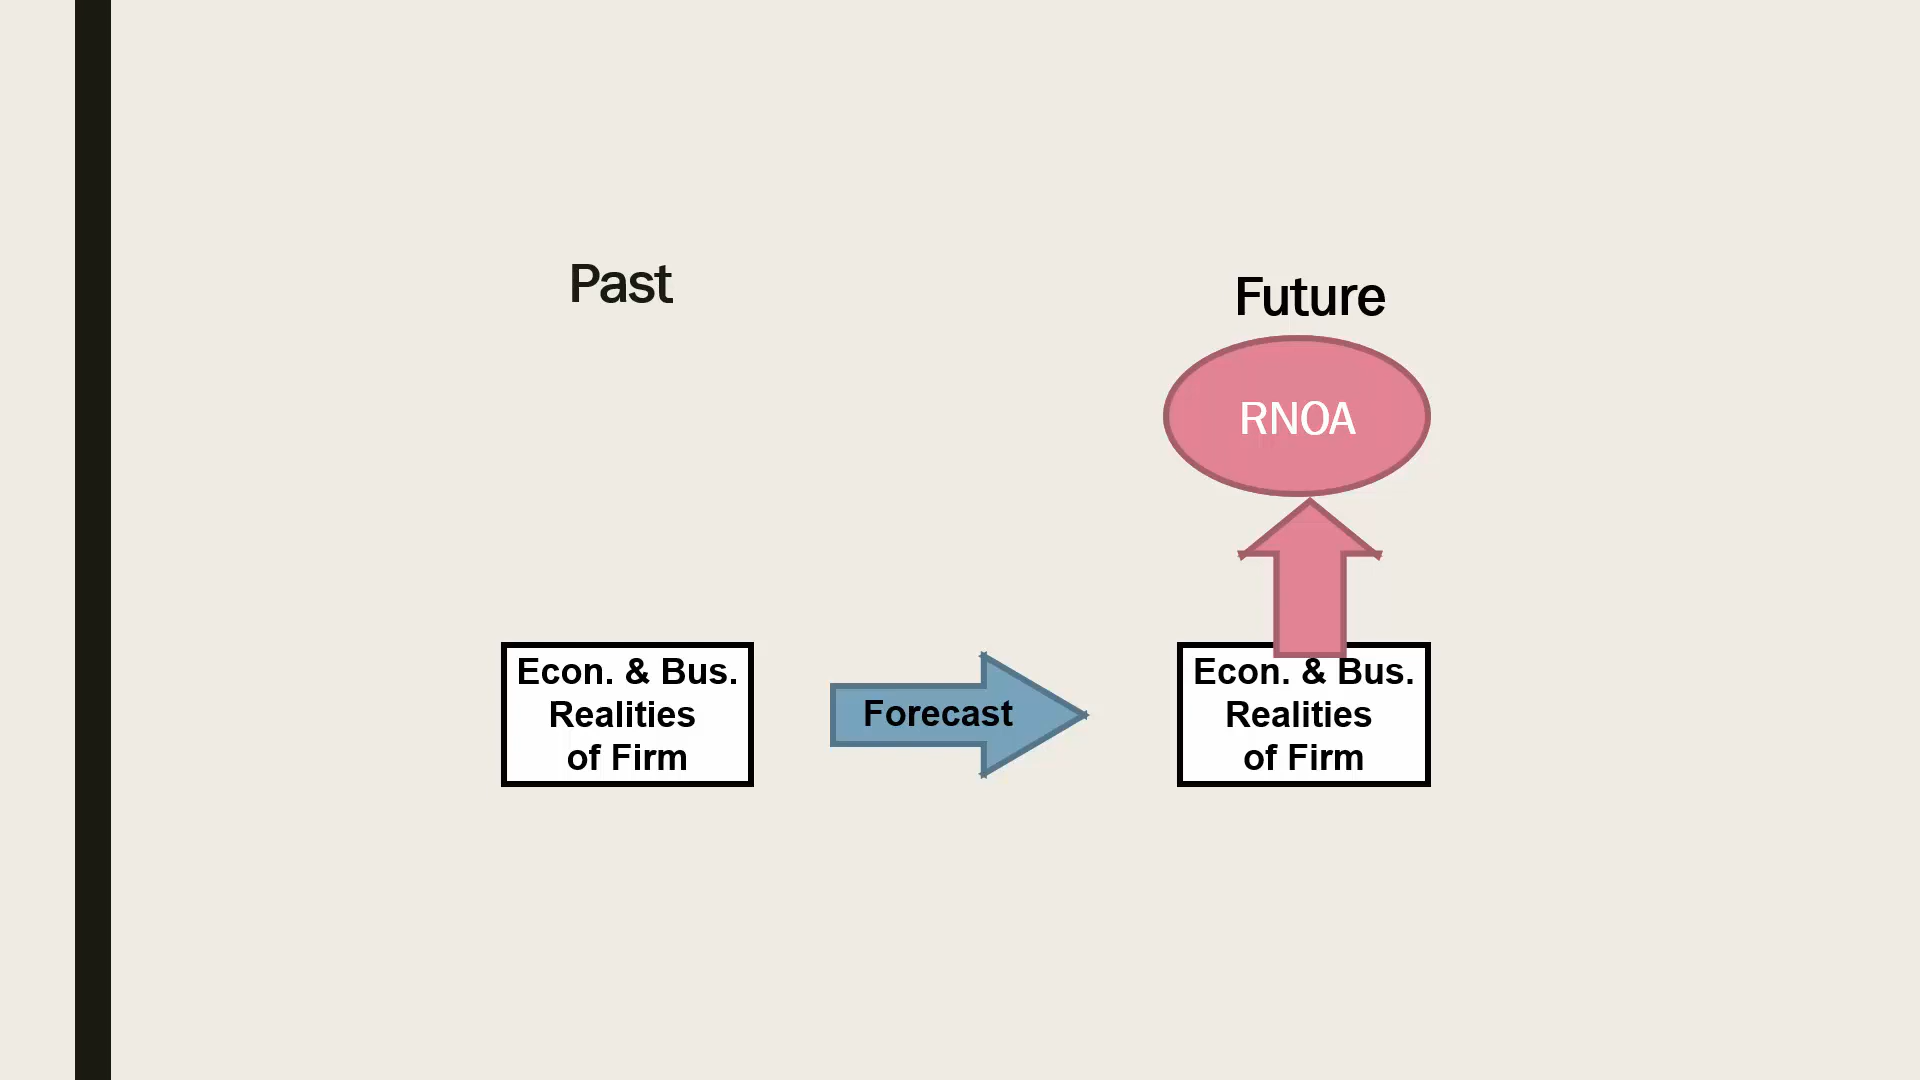 Past
Future
RNOA
Econ. & Bus.
Realities
of Firm
Forecast
Econ. & Bus.
Realities
of Firm